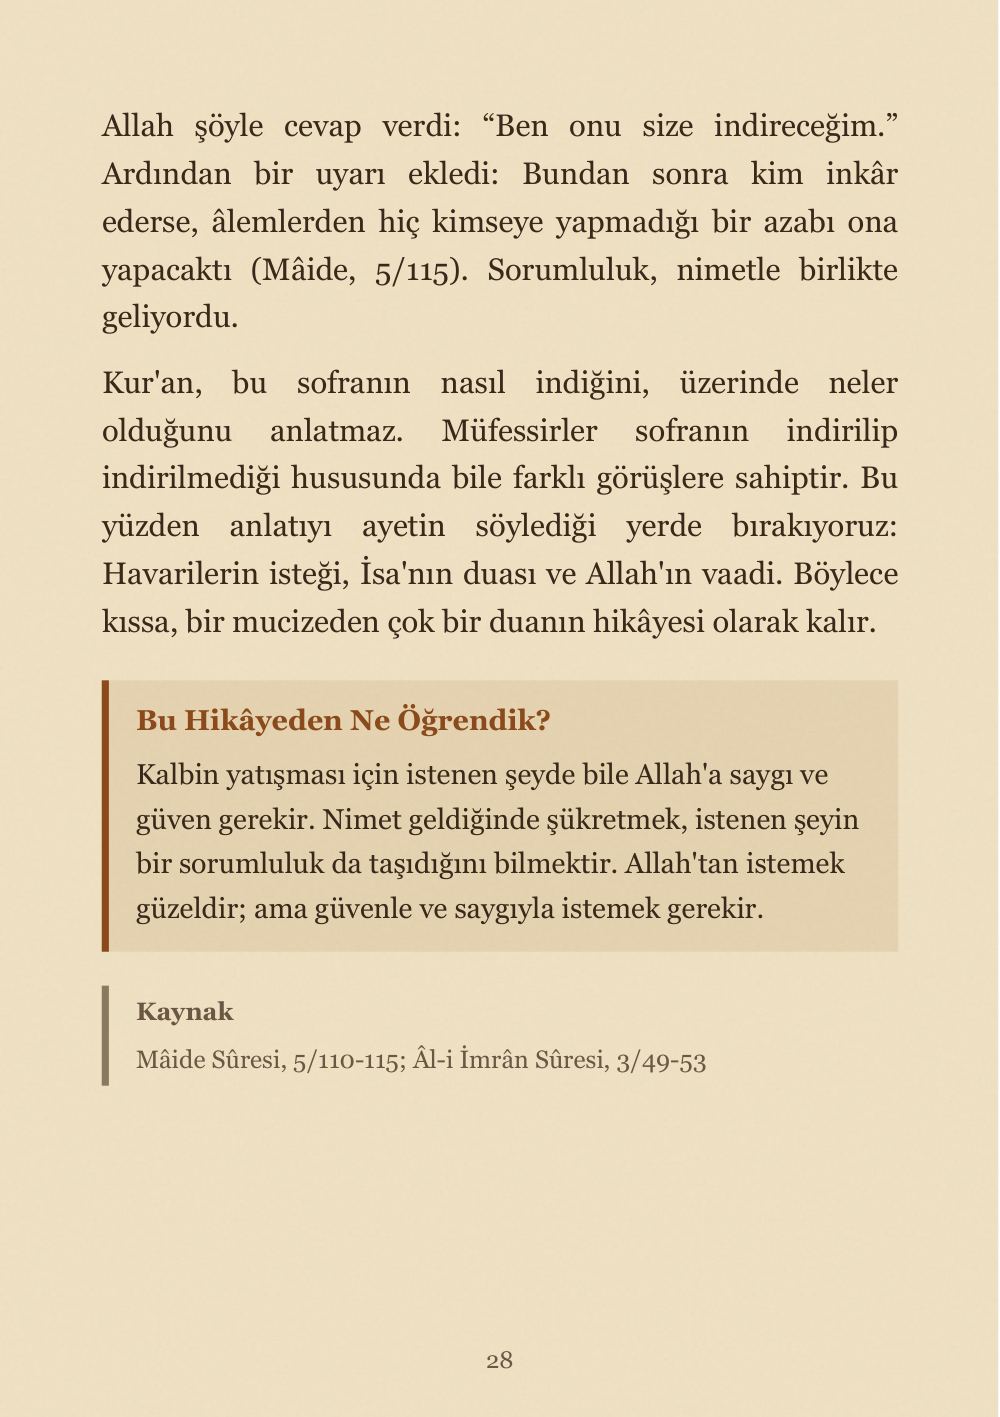 Allah şöyle cevap verdi: “Ben onu size indireceğim.”
Ardından bir uyarı ekledi: Bundan sonra kim inkâr
ederse, âlemlerden hiç kimseye yapmadığı bir azabı ona
yapacaktı (Mâide, 5/115). Sorumluluk, nimetle birlikte
geliyordu.
Kur'an, bu sofranın nasıl indiğini, üzerinde neler
olduğunu anlatmaz. Müfessirler sofranın indirilip
indirilmediği hususunda bile farklı görüşlere sahiptir. Bu
yüzden anlatıyı ayetin söylediği yerde bırakıyoruz:
Havarilerin isteği, İsa'nın duası ve Allah'ın vaadi. Böylece
kıssa, bir mucizeden çok bir duanın hikâyesi olarak kalır.
Bu Hikâyeden Ne Öğrendik?
Kalbin yatışması için istenen şeyde bile Allah'a saygı ve
güven gerekir. Nimet geldiğinde şükretmek, istenen şeyin
bir sorumluluk da taşıdığını bilmektir. Allah'tan istemek
güzeldir; ama güvenle ve saygıyla istemek gerekir.
Kaynak
Mâide Sûresi, 5/110-115; Âl-i İmrân Sûresi, 3/49-53
28